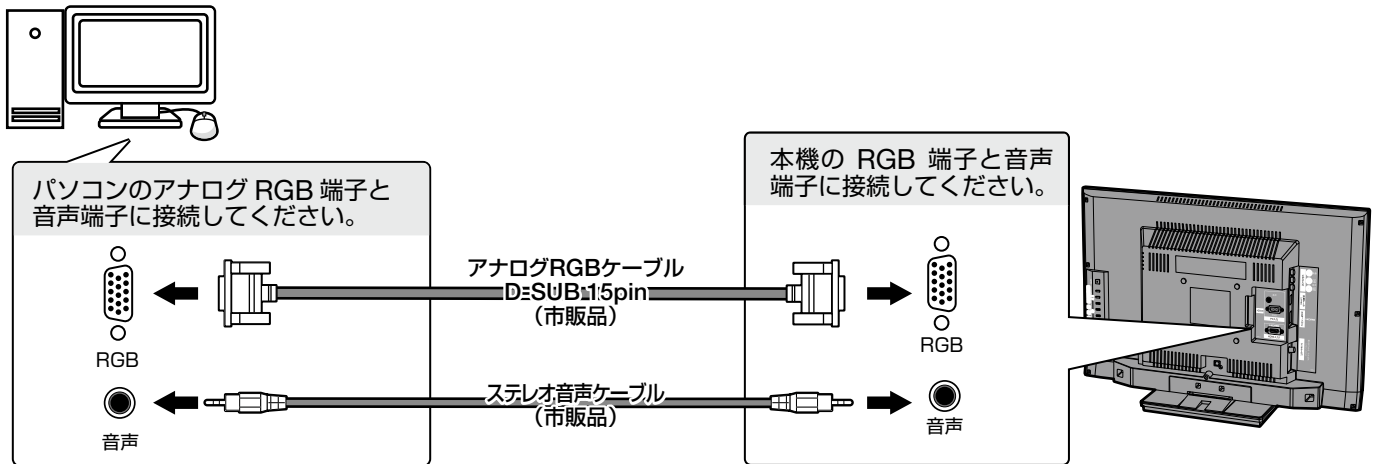 パソコンのアナログ RGB 端子と
音声端子に接続してください。
RGB
音声
アナログRGBケーブル
D-SUB 15pin
(市販品)
ステレオ音声ケーブル
(市販品)
本機の RGB 端子と音声
端子に接続してください。
RGB
音声